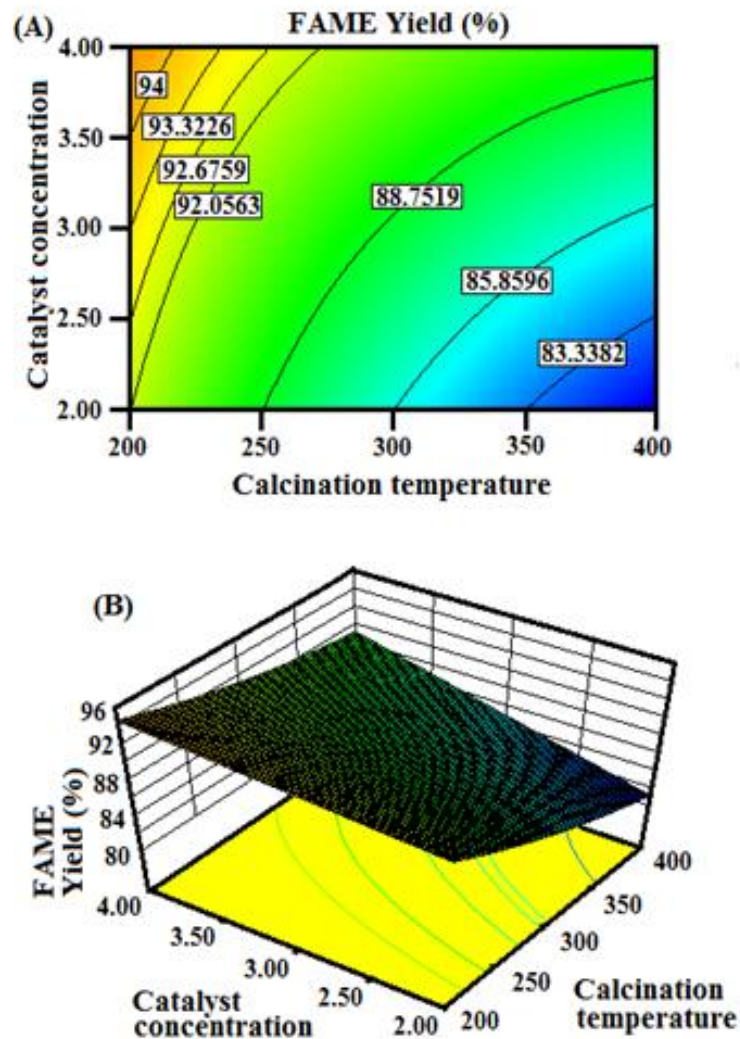 (A)
FAME Yield (%)
Catalyst concentration
4.00
3.50
3.00
2.50
2.00
94
93.3226
92.6759
92.0563
88.7519
85.8596
83.3382
200
250
300
350
400
Calcination temperature
(B)
FAME
Yield (%)
96
92
88
84
80
4.00
3.50
3.00
2.50
2.00
Catalyst
concentration
400
350
300
250
200
Calcination
temperature